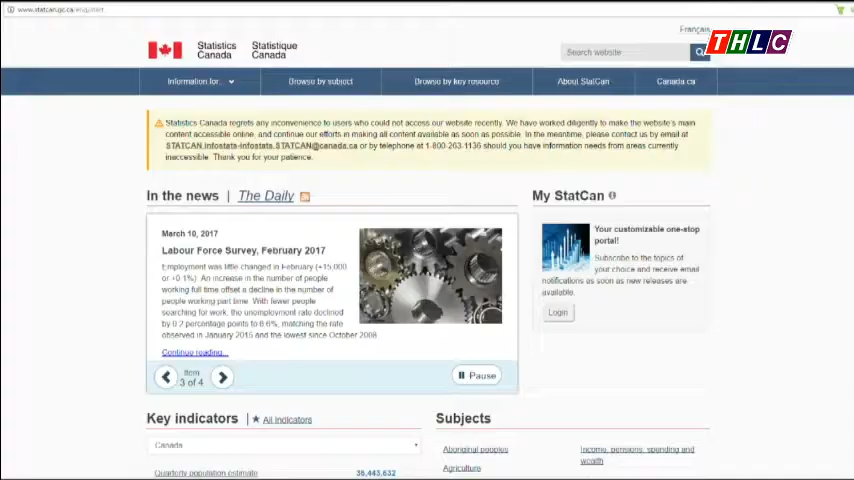 www.statcan.gc.ca/eng/start
Français
THLC
Statistics Canada
Statistique Canada
Search website
Information for...
Browse by subject
Browse by key resource
About StatCan
Canada.ca
Statistics Canada regrets any inconvenience to users who could not access our website recently. We have worked diligently to make the website's main
content accessible online, and continue our efforts in making all content available as soon as possible. In the meantime, please contact us by email at
STATCAN.infostats-infostats.STATCAN@canada.ca or by telephone at 1-800-263-1136 should you have information needs from areas currently
inaccessible. Thank you for your patience.
In the news | The Daily
March 10, 2017
Labour Force Survey, February 2017
Employment was little changed in February (+15,000
or +0.1%). An increase in the number of people
working full time offset a decline in the number of
people working part time. With fewer people
searching for work, the unemployment rate declined
by 0.2 percentage points to 6.6%, matching the rate
observed in January 2015 and the lowest since October 2008.
Continue reading...
Item
3 of 4
Pause
My StatCan
Your customizable one-stop
portal!
Subscribe to the topics of
your choice and receive email
notifications as soon as new releases are
available.
Login
Key indicators | All indicators
Canada
Quarterly population estimate 36,443,632
Subjects
Aboriginal peoples
Agriculture
Income, pensions, spending and
wealth